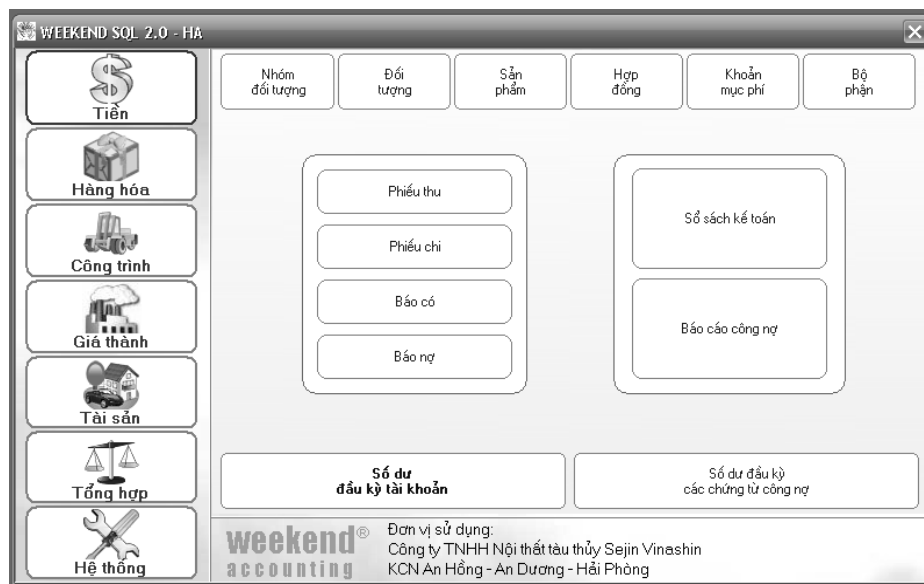 WEEKEND SQL 2.0 - HA
Tiền
Hàng hóa
Công trình
Giá thành
Tài sản
Tổng hợp
Hệ thống
Nhóm
đối tượng
Đối
tượng
Sản
phẩm
Hợp
đồng
Khoản
mục phí
Bộ
phận
Phiếu thu
Phiếu chi
Báo có
Báo nợ
Sổ sách kế toán
Báo cáo công nợ
Số dư
đầu kỳ tài khoản
Số dư đầu kỳ
các chứng từ công nợ
weekend®
accounting
Đơn vị sử dụng:
Công ty TNHH Nội thất tàu thủy Sejin Vinashin
KCN An Hồng - An Dương - Hải Phòng